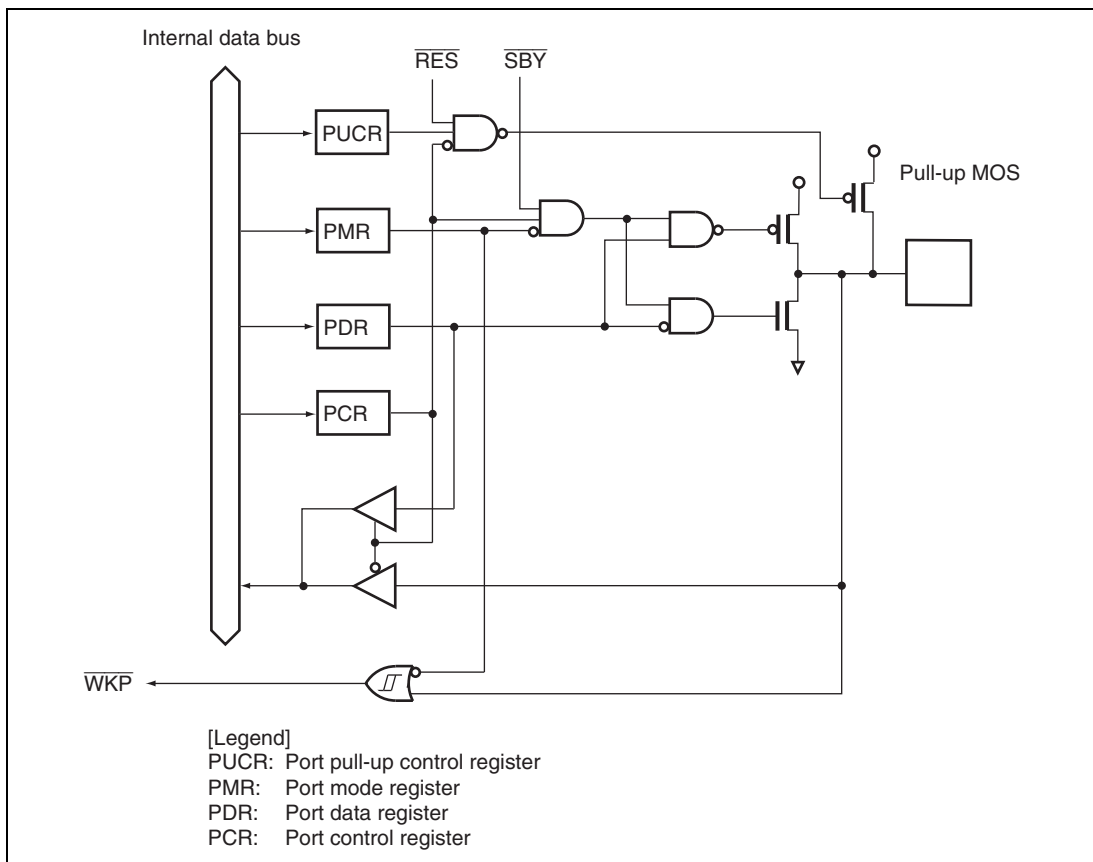 Internal data bus
RES
SBY
PUCR
Pull-up MOS
PMR
PDR
PCR
WKP
[Legend]
PUCR: Port pull-up control register
PMR: Port mode register
PDR: Port data register
PCR: Port control register